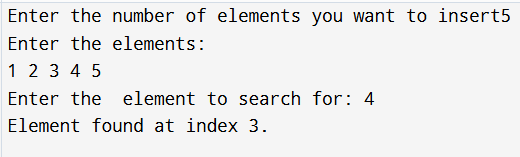 Enter the number of elements you want to insert5
Enter the elements:
1 2 3 4 5
Enter the  element to search for: 4
Element found at index 3.